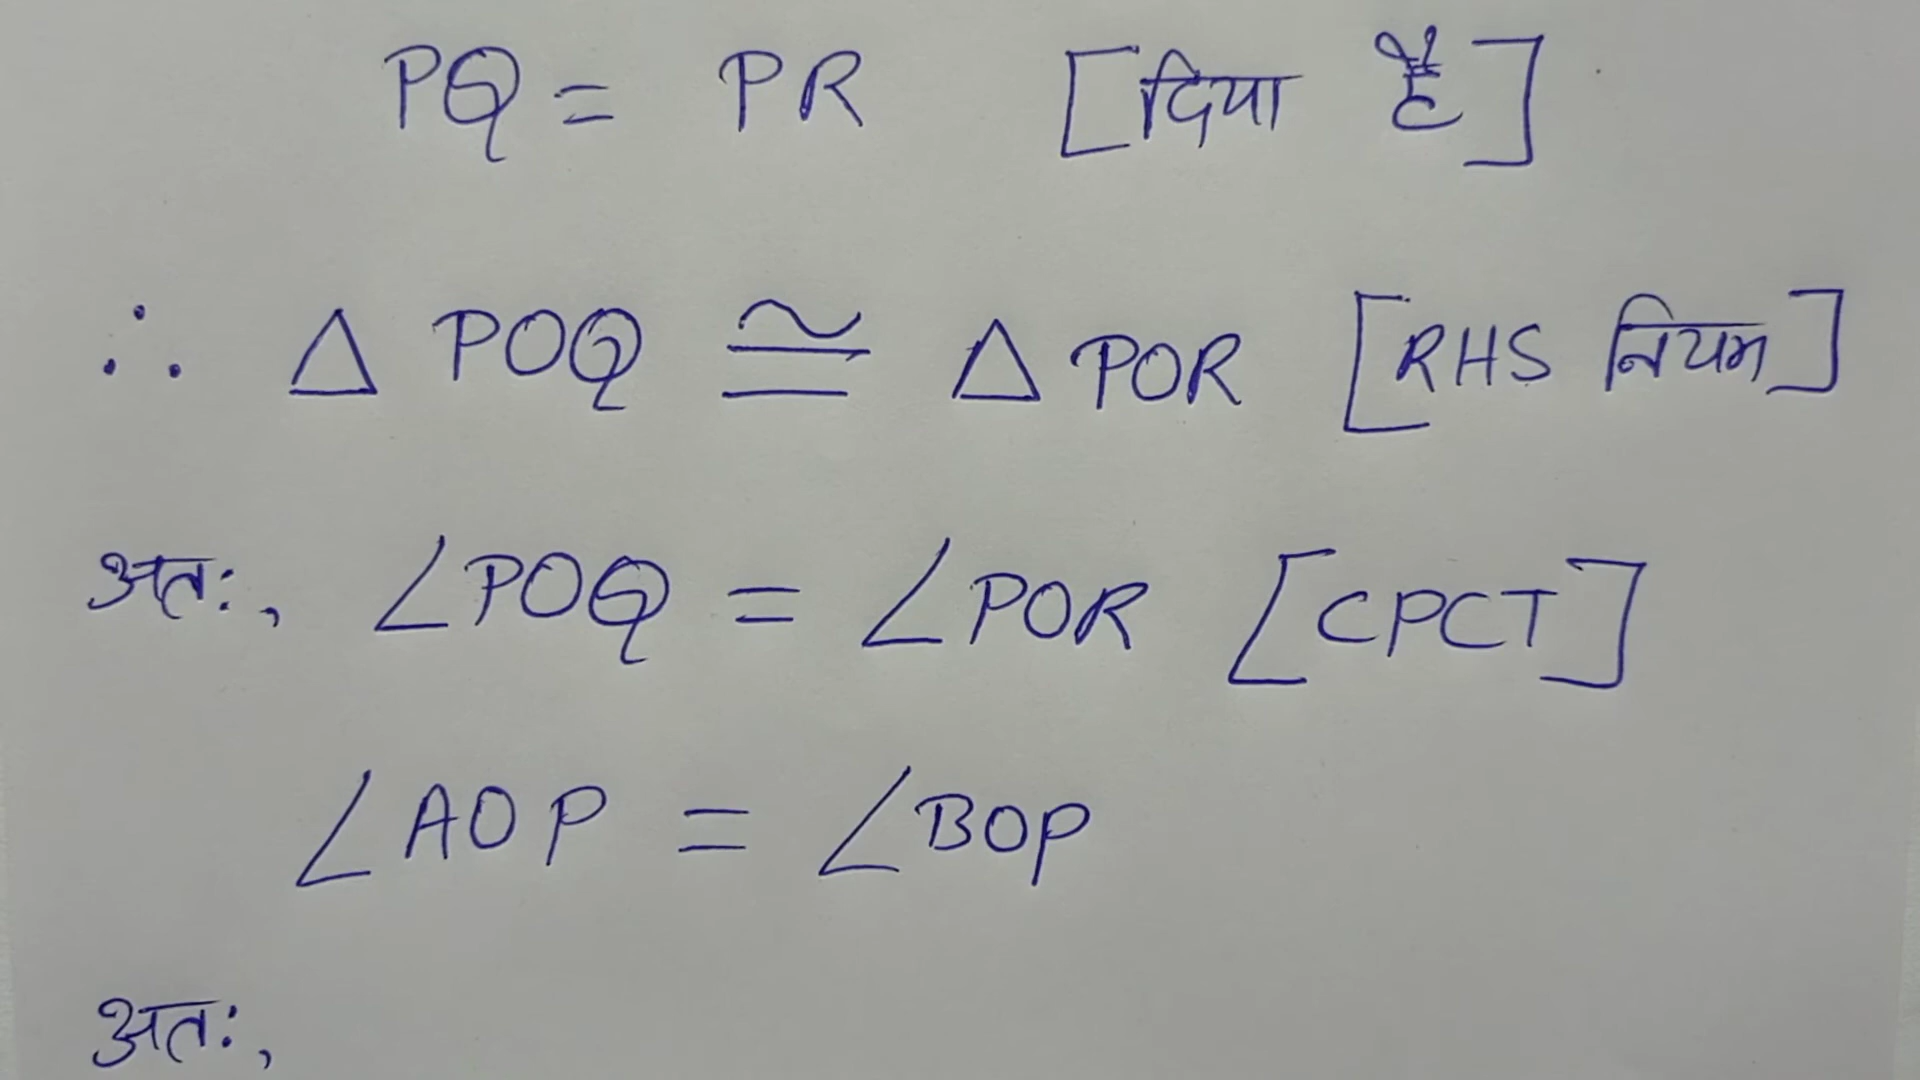 PQ = PR [दिया है]
∴ △ POQ ≅ △ POR [RHS नियम]
अतः, ∠POQ = ∠POR [CPCT]
∠AOP = ∠BOP
अतः,